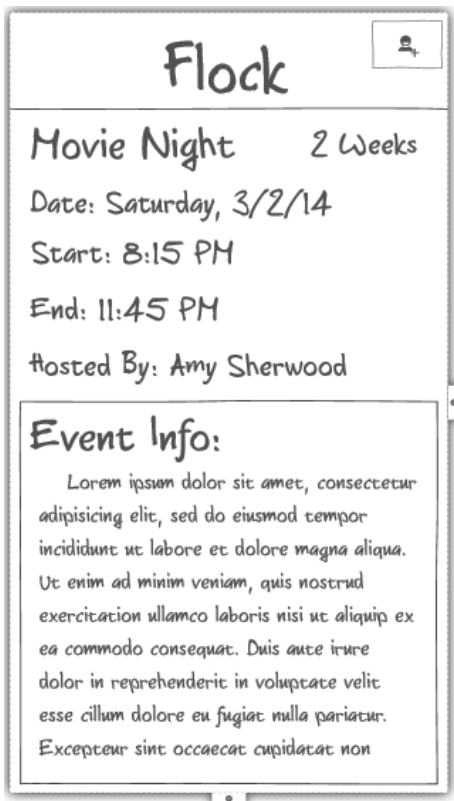 Flock
Movie Night 2 Weeks
Date: Saturday, 3/2/14
Start: 8:15 PM
End: 11:45 PM
Hosted By: Amy Sherwood
Event Info:
Lorem ipsum dolor sit amet, consectetur
adipisicing elit, sed do eiusmod tempor
incididunt ut labore et dolore magna aliqua.
Ut enim ad minim veniam, quis nostrud
exercitation ullamco laboris nisi ut aliquip ex
ea commodo consequat. Duis aute irure
dolor in reprehenderit in voluptate velit
esse cillum dolore eu fugiat nulla pariatur.
Excepteur sint occaecat cupidatat non